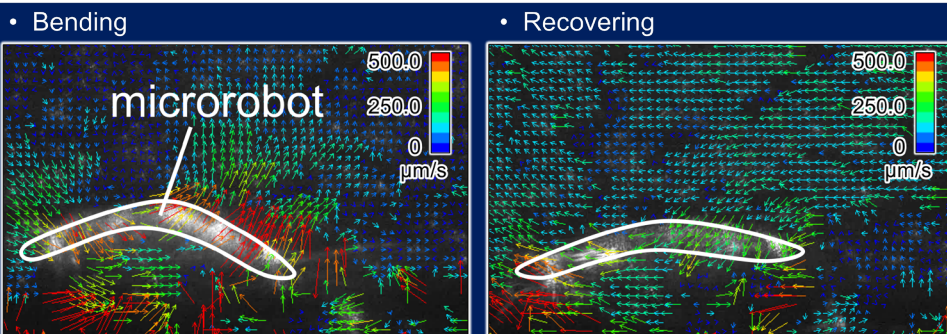 • Bending
500.0
microrobot
250.0
0
µm/s
• Recovering
500.0
250.0
0
µm/s